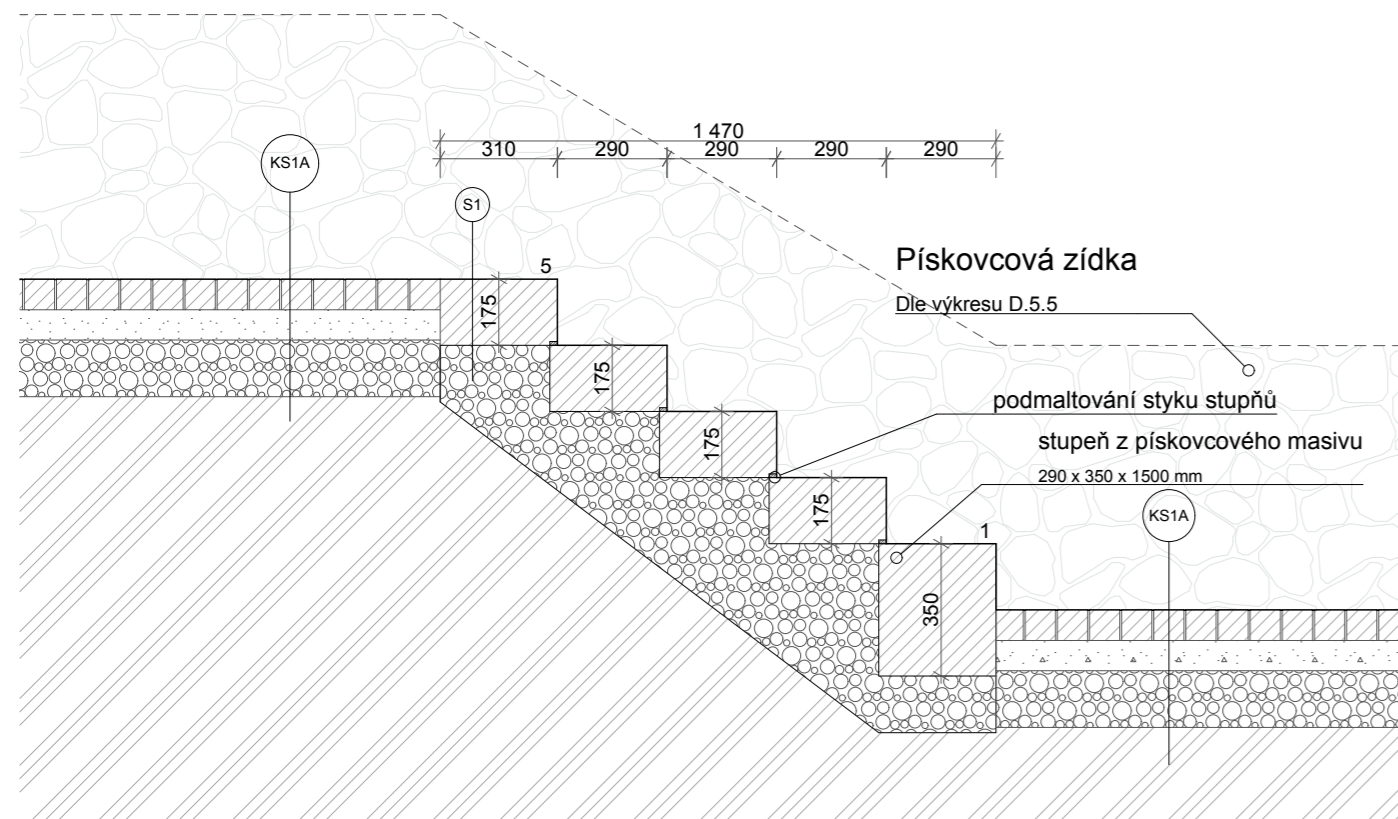 1 470
310 290 290 290 290
KS1A
S1
Pískovcová zídka
Dle výkresu D.5.5
5
175
175
podmaltování styku stupňů
175
stupeň z pískovcového masivu
290 x 350 x 1500 mm
175
KS1A
1
350